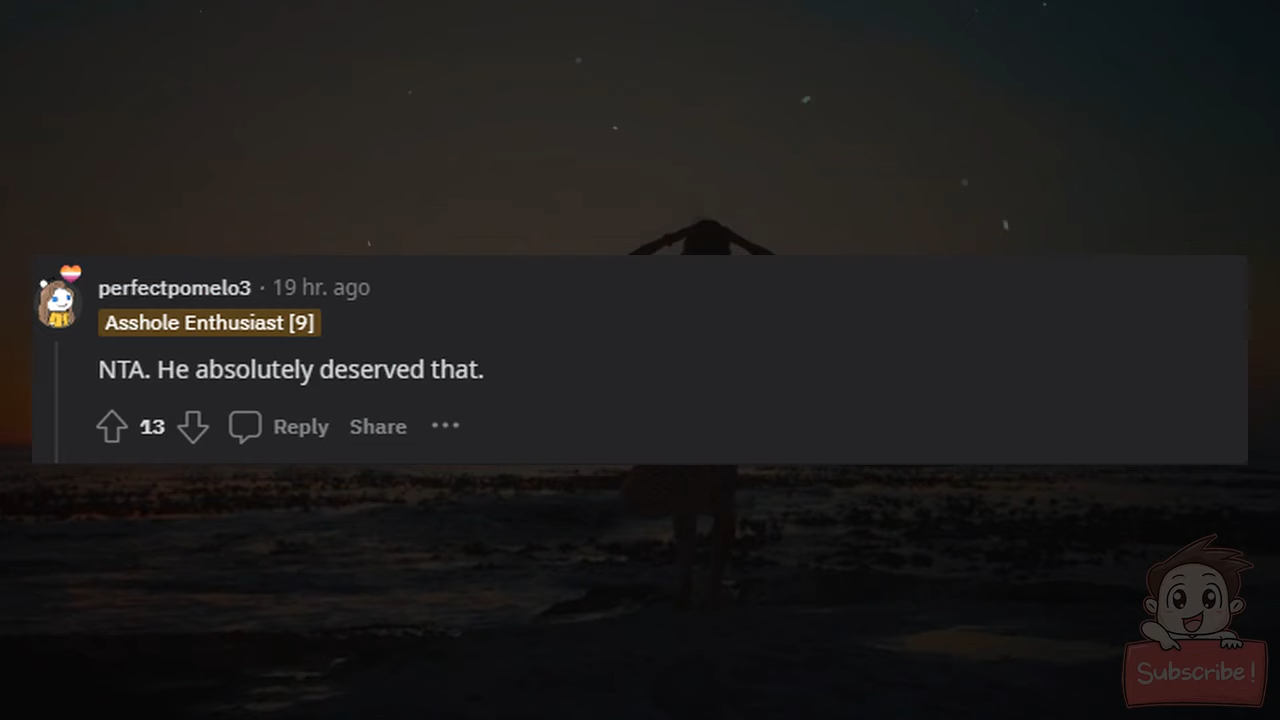 perfectpomelo3 · 19 hr. ago
Asshole Enthusiast [9]
NTA. He absolutely deserved that.
13 Reply Share ···
Subscribe!